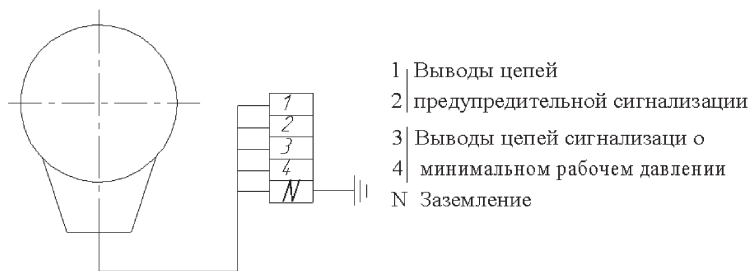 1
2
3
4
N
1 Выводы цепей
2 предупредительной сигнализации
3 Выводы цепей сигнализаци о
4 минимальном рабочем давлении
N Заземление